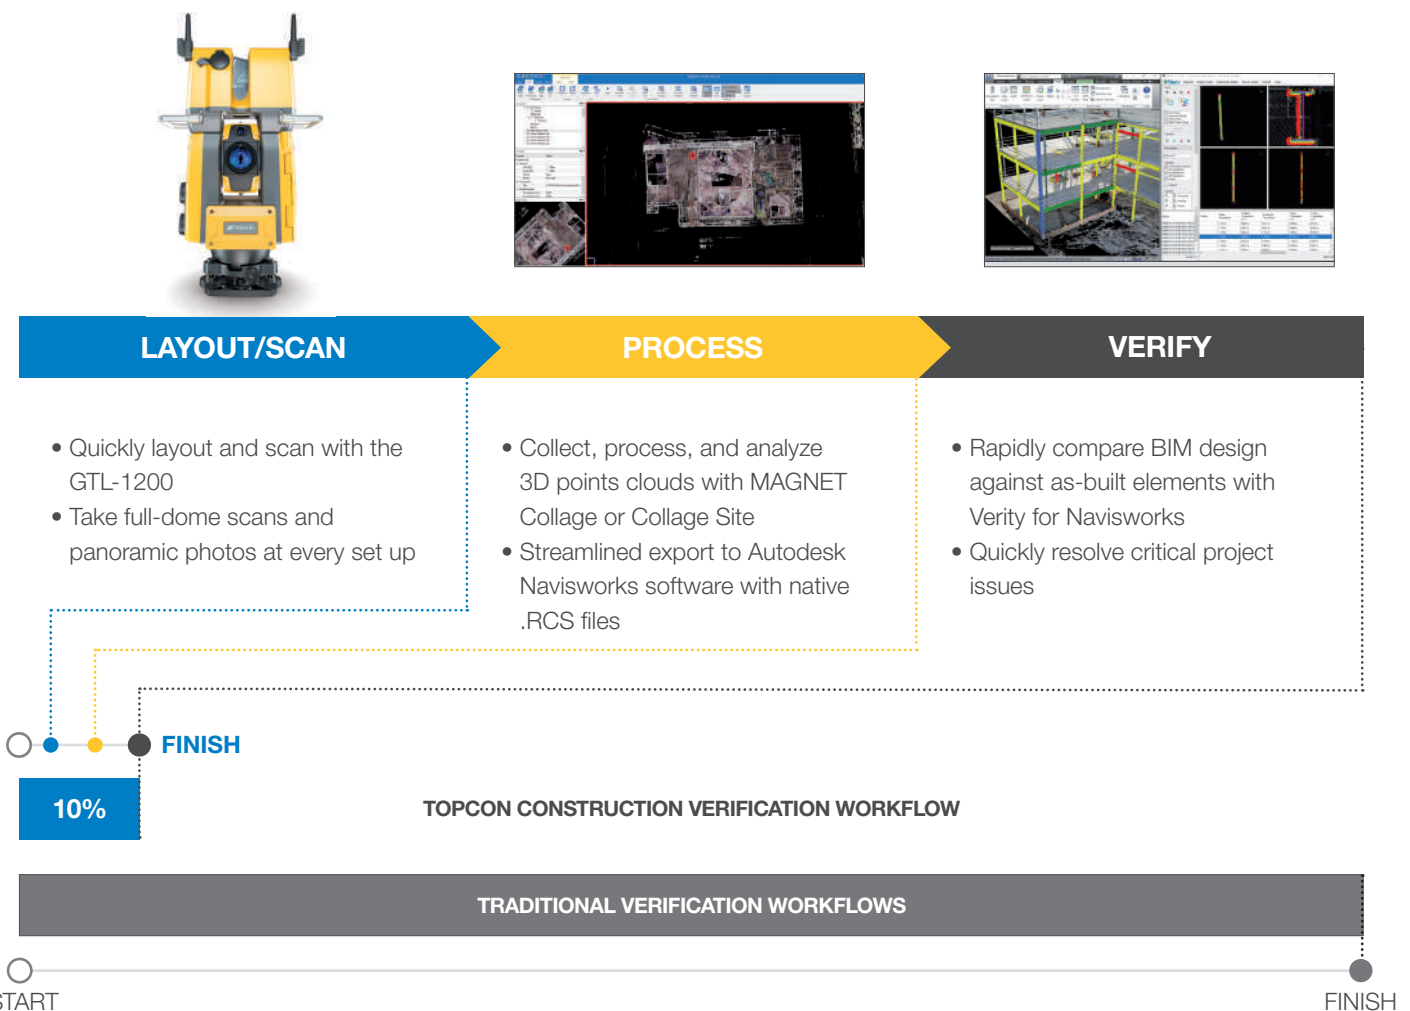 LAYOUT/SCAN
PROCESS
VERIFY
• Quickly layout and scan with the
GTL-1200
• Take full-dome scans and
panoramic photos at every set up
• Collect, process, and analyze
3D points clouds with MAGNET
Collage or Collage Site
• Streamlined export to Autodesk
Navisworks software with native
.RCS files
• Rapidly compare BIM design
against as-built elements with
Verity for Navisworks
• Quickly resolve critical project
issues
FINISH
10%
TOPCON CONSTRUCTION VERIFICATION WORKFLOW
TRADITIONAL VERIFICATION WORKFLOWS
START
FINISH